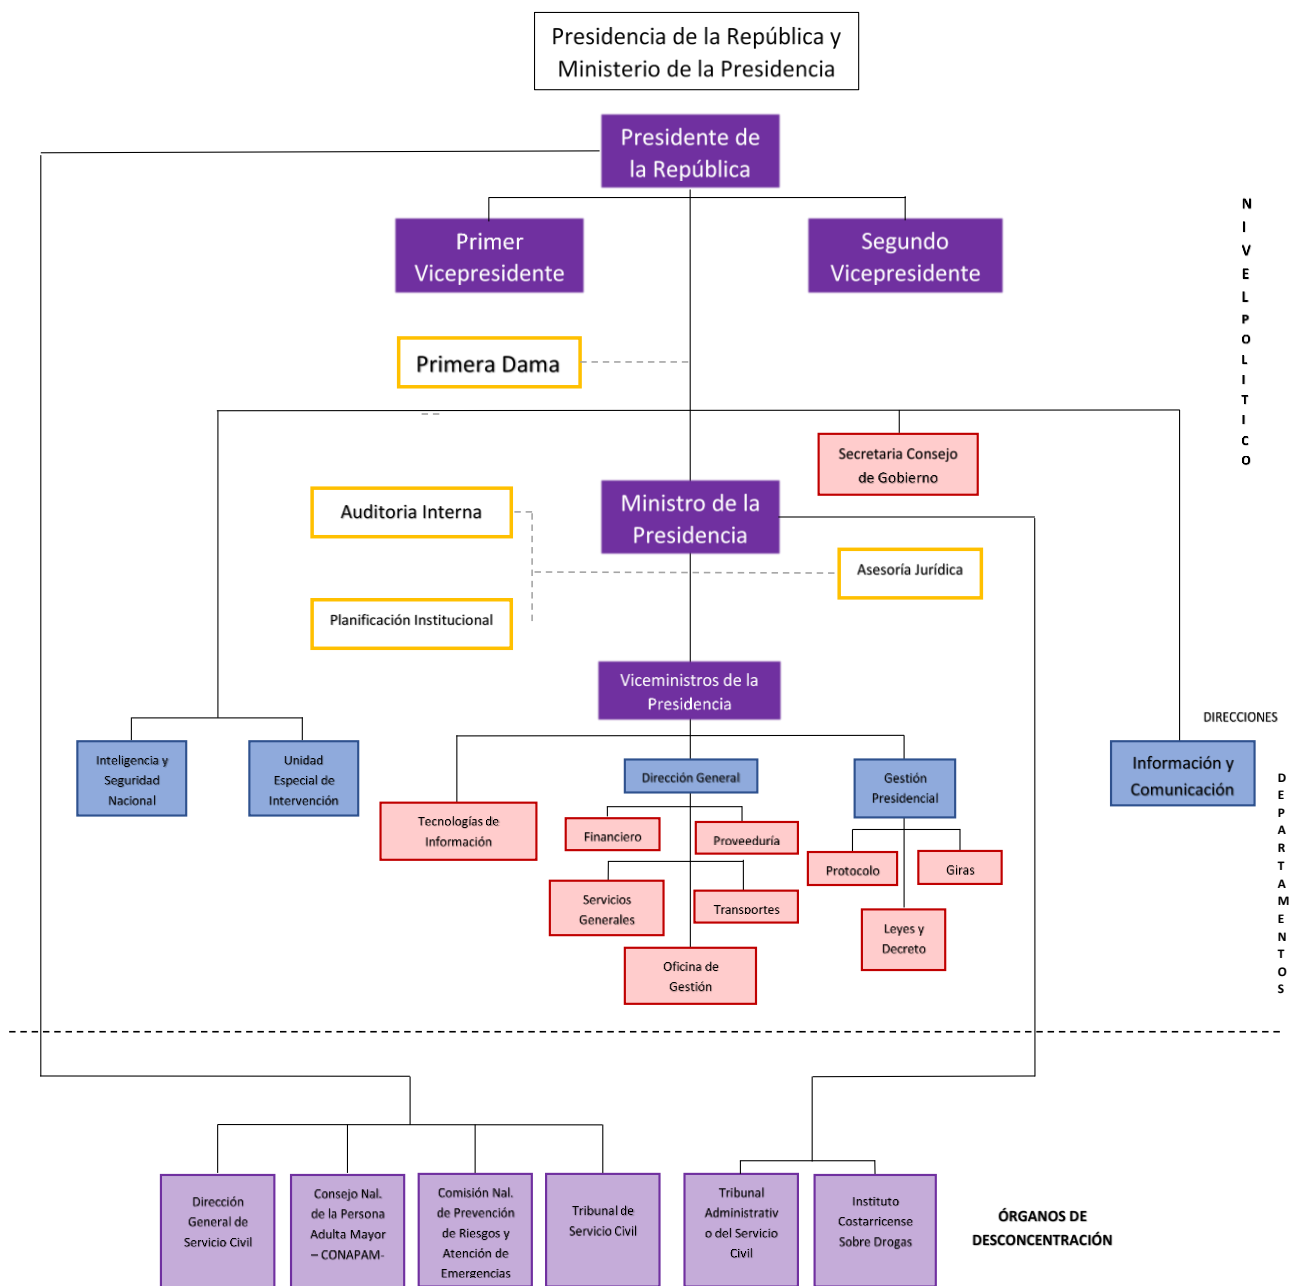 Presidencia de la República y
Ministerio de la Presidencia
Presidente de
la República
Primer
Vicepresidente
Segundo
Vicepresidente
NIVEL POLITICO
Primera Dama
Secretaria Consejo
de Gobierno
Auditoria Interna
Ministro de la
Presidencia
Asesoría Jurídica
Planificación Institucional
Viceministros de la
Presidencia
DIRECCIONES
Inteligencia y
Seguridad
Nacional
Unidad
Especial de
Intervención
Dirección General
Gestión
Presidencial
Información y
Comunicación
DEPARTAMENTOS
Tecnologías de
Información
Financiero
Proveeduría
Protocolo
Giras
Servicios
Generales
Transportes
Leyes y
Decreto
Oficina de
Gestión
Dirección
General de
Servicio Civil
Consejo Nal.
de la Persona
Adulta Mayor
– CONAPAM-
Comisión Nal.
de Prevención
de Riesgos y
Atención de
Emergencias
Tribunal de
Servicio Civil
Tribunal
Administrativ
o del Servicio
Civil
Instituto
Costarricense
Sobre Drogas
ÓRGANOS DE
DESCONCENTRACIÓN